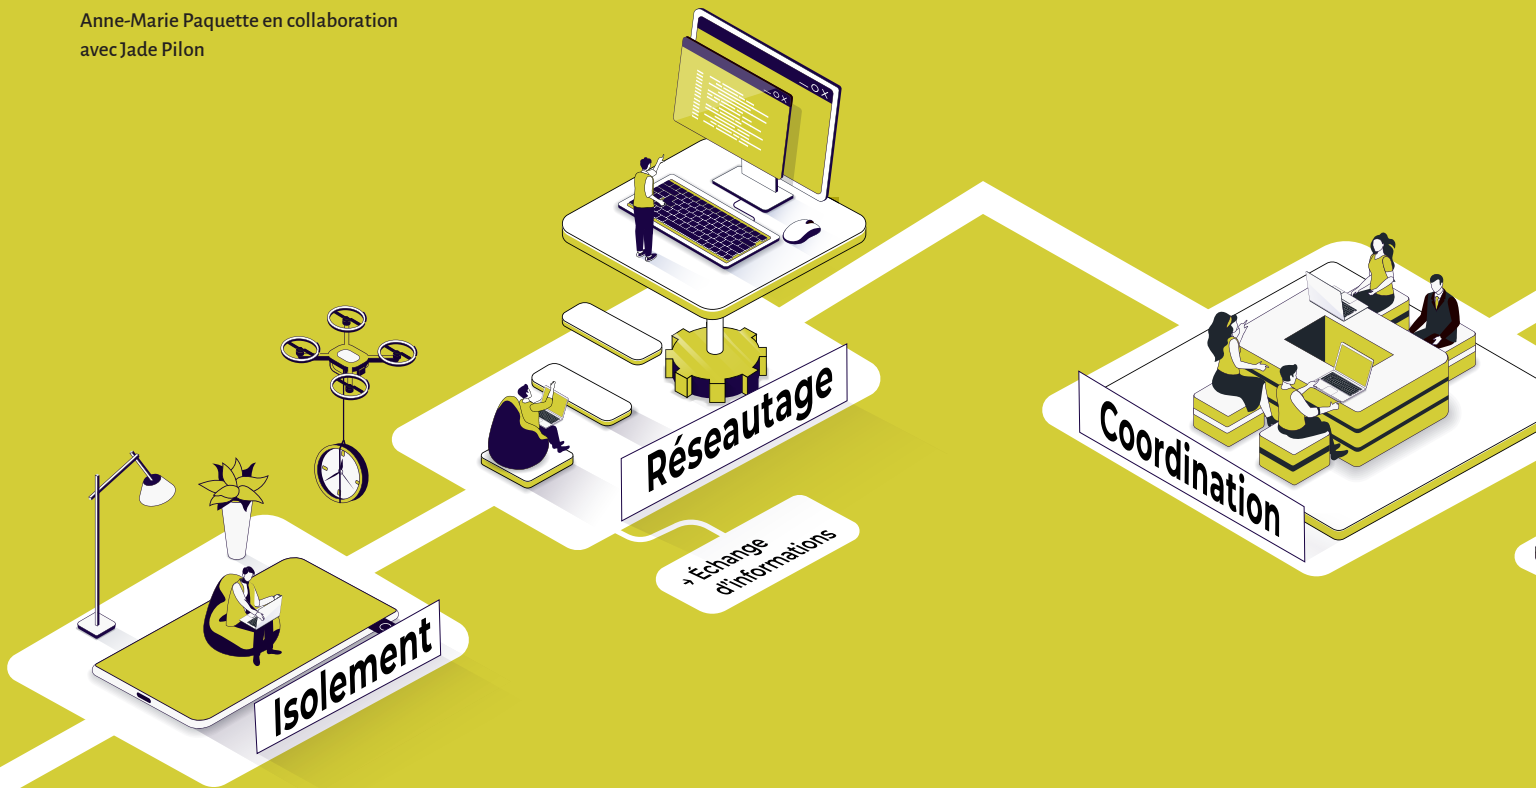 Anne-Marie Paquette en collaboration
avec Jade Pilon
Réseautage
Coordination
→ Échange
d'informations
Isolement